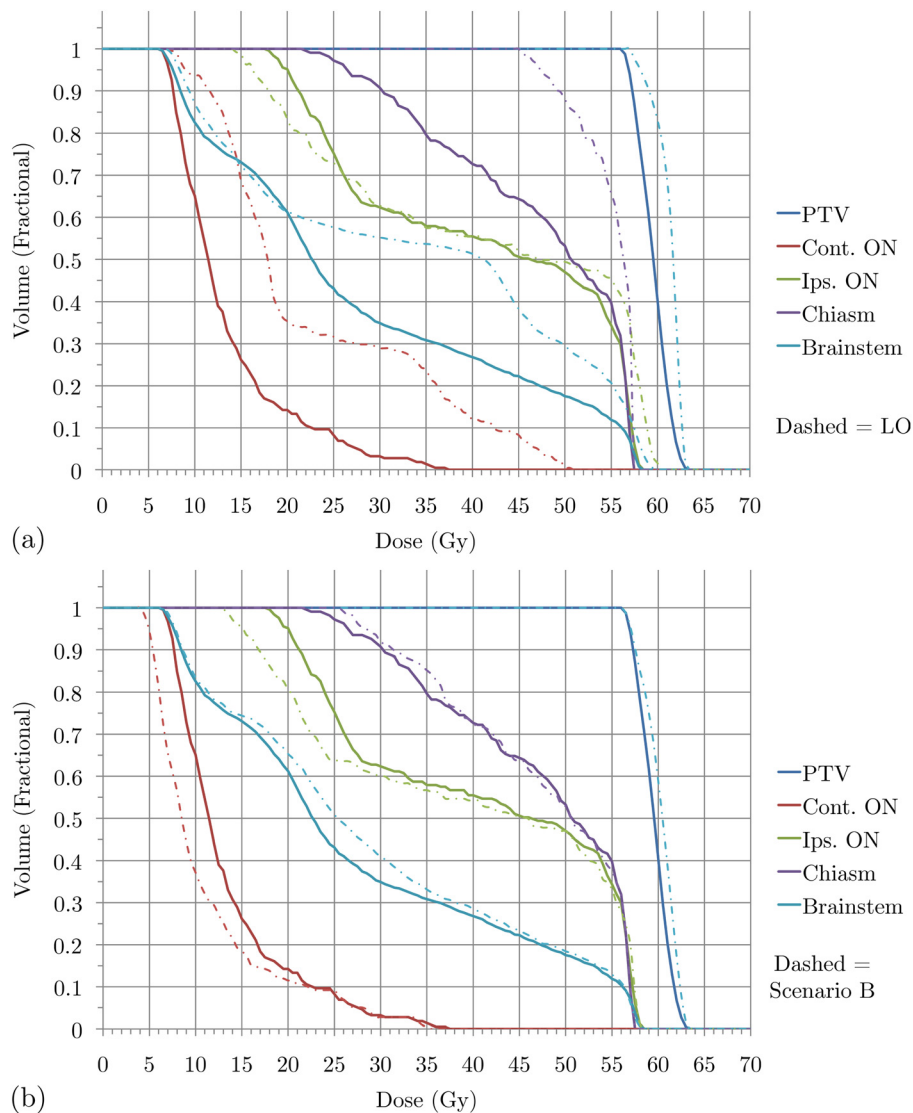 1
0.9
0.8
0.7
0.6
0.5
0.4
0.3
0.2
0.1
0
Volume (Fractional)
0 5 10 15 20 25 30 35 40 45 50 55 60 65 70
Dose (Gy)
PTV
Cont. ON
Ips. ON
Chiasm
Brainstem
Dashed = LO
(a)
1
0.9
0.8
0.7
0.6
0.5
0.4
0.3
0.2
0.1
0
Volume (Fractional)
0 5 10 15 20 25 30 35 40 45 50 55 60 65 70
Dose (Gy)
PTV
Cont. ON
Ips. ON
Chiasm
Brainstem
Dashed =
Scenario B
(b)